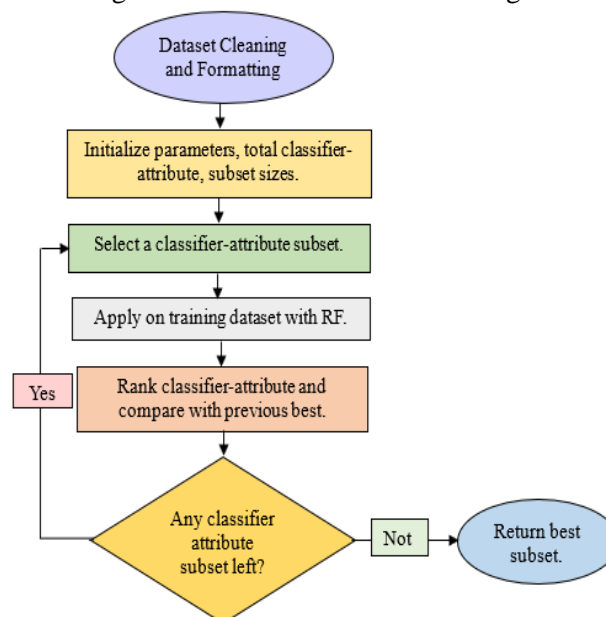 Dataset Cleaning
and Formatting
Initialize parameters, total classifier-
attribute, subset sizes.
Select a classifier-attribute subset.
Apply on training dataset with RF.
Yes
Rank classifier-attribute and
compare with previous best.
Any classifier
attribute
subset left?
Not
Return best
subset.